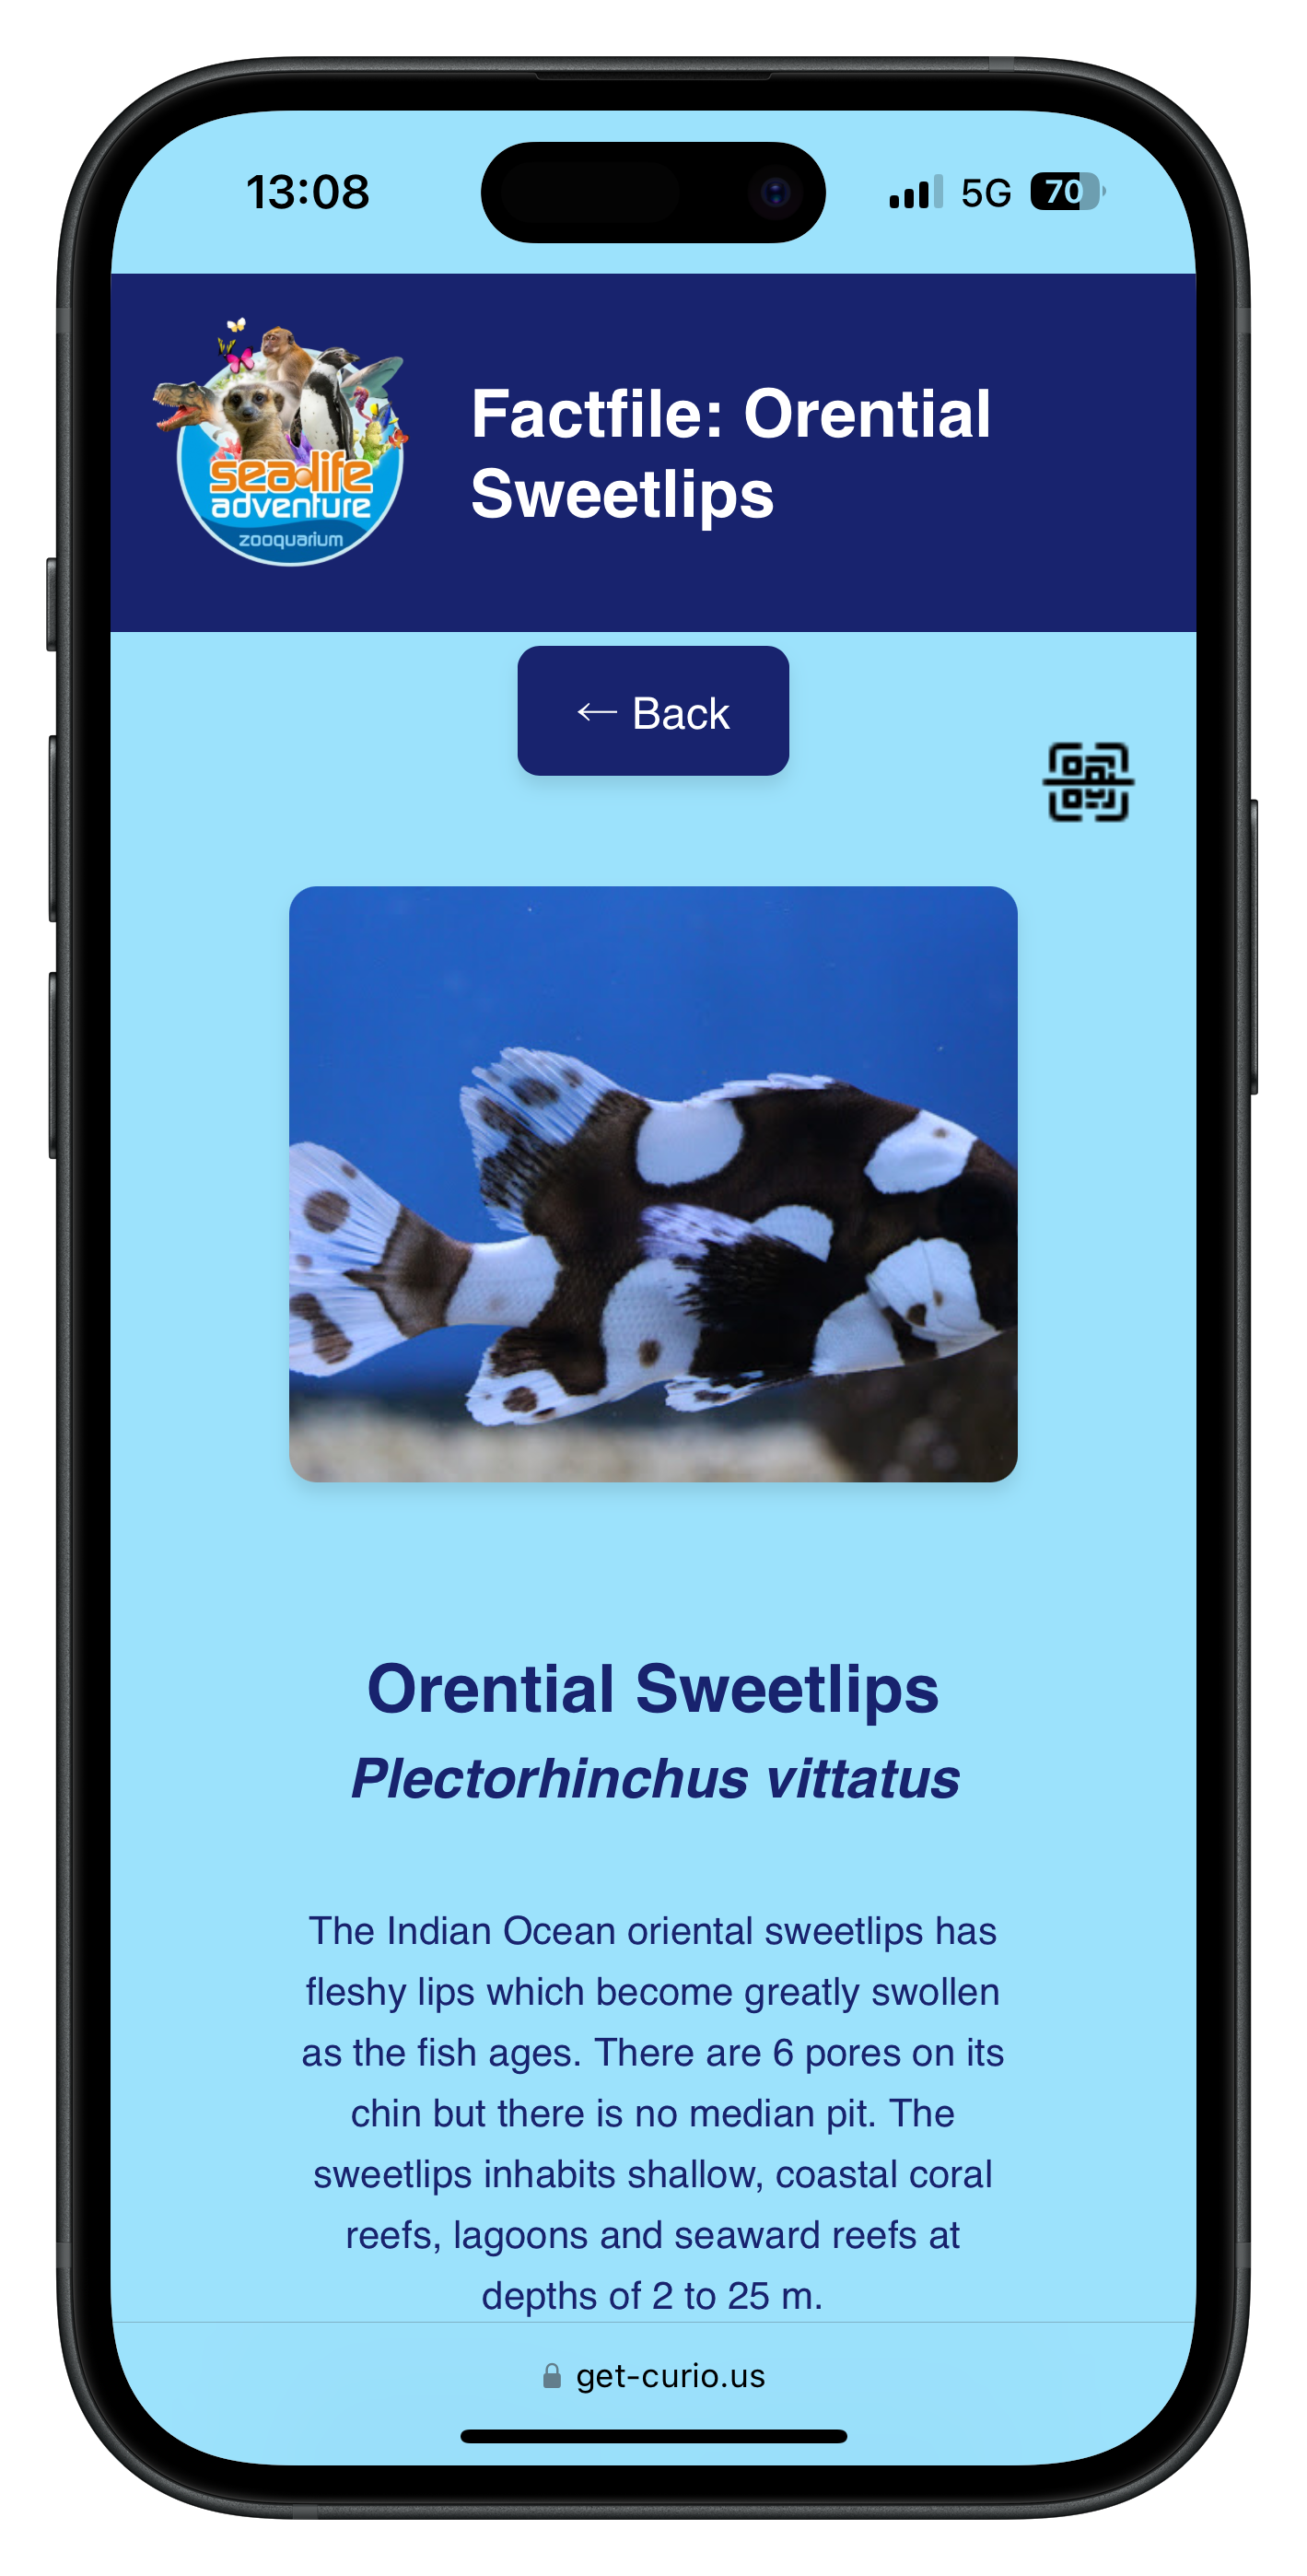 13:08
5G
70
sea life
adventure
zooquarium
Factfile: Orential
Sweetlips
← Back
Orential Sweetlips
Plectorhinchus vittatus
The Indian Ocean oriental sweetlips has
fleshy lips which become greatly swollen
as the fish ages. There are 6 pores on its
chin but there is no median pit. The
sweetlips inhabits shallow, coastal coral
reefs, lagoons and seaward reefs at
depths of 2 to 25 m.
get-curio.us